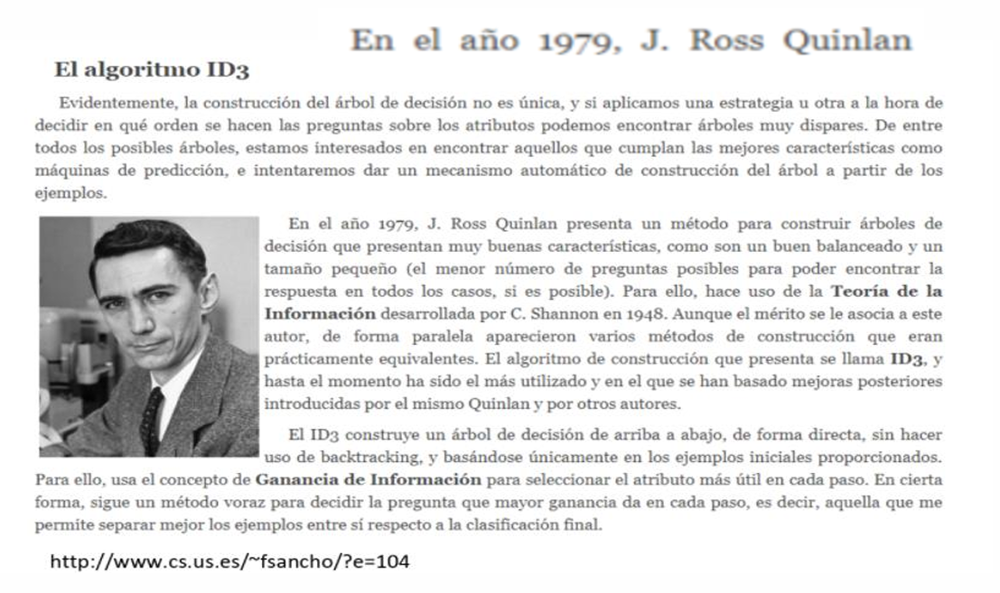 En el año 1979, J. Ross Quinlan
El algoritmo ID3
Evidentemente, la construcción del árbol de decisión no es única, y si aplicamos una estrategia u otra a la hora de
decidir en qué orden se hacen las preguntas sobre los atributos podemos encontrar árboles muy dispares. De entre
todos los posibles árboles, estamos interesados en encontrar aquellos que cumplan las mejores características como
máquinas de predicción, e intentaremos dar un mecanismo automático de construcción del árbol a partir de los
ejemplos.
En el año 1979, J. Ross Quinlan presenta un método para construir árboles de
decisión que presentan muy buenas características, como son un buen balanceado y un
tamaño pequeño (el menor número de preguntas posibles para poder encontrar la
respuesta en todos los casos, si es posible). Para ello, hace uso de la Teoría de la
Información desarrollada por C. Shannon en 1948. Aunque el mérito se le asocia a este
autor, de forma paralela aparecieron varios métodos de construcción que eran
prácticamente equivalentes. El algoritmo de construcción que presenta se llama ID3, y
hasta el momento ha sido el más utilizado y en el que se han basado mejoras posteriores
introducidas por el mismo Quinlan y por otros autores.
El ID3 construye un árbol de decisión de arriba a abajo, de forma directa, sin hacer
uso de backtracking, y basándose únicamente en los ejemplos iniciales proporcionados.
Para ello, usa el concepto de Ganancia de Información para seleccionar el atributo más útil en cada paso. En cierta
forma, sigue un método voraz para decidir la pregunta que mayor ganancia da en cada paso, es decir, aquella que me
permite separar mejor los ejemplos entre sí respecto a la clasificación final.
http://www.cs.us.es/~fsancho/?e=104